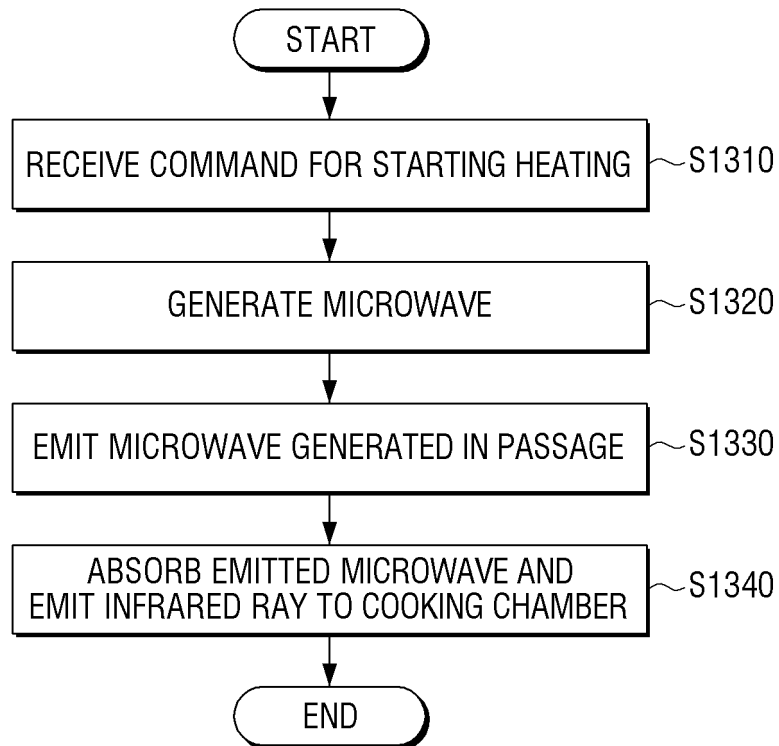 START
RECEIVE COMMAND FOR STARTING HEATING
S1310
GENERATE MICROWAVE
S1320
EMIT MICROWAVE GENERATED IN PASSAGE
S1330
ABSORB EMITTED MICROWAVE AND
EMIT INFRARED RAY TO COOKING CHAMBER
S1340
END